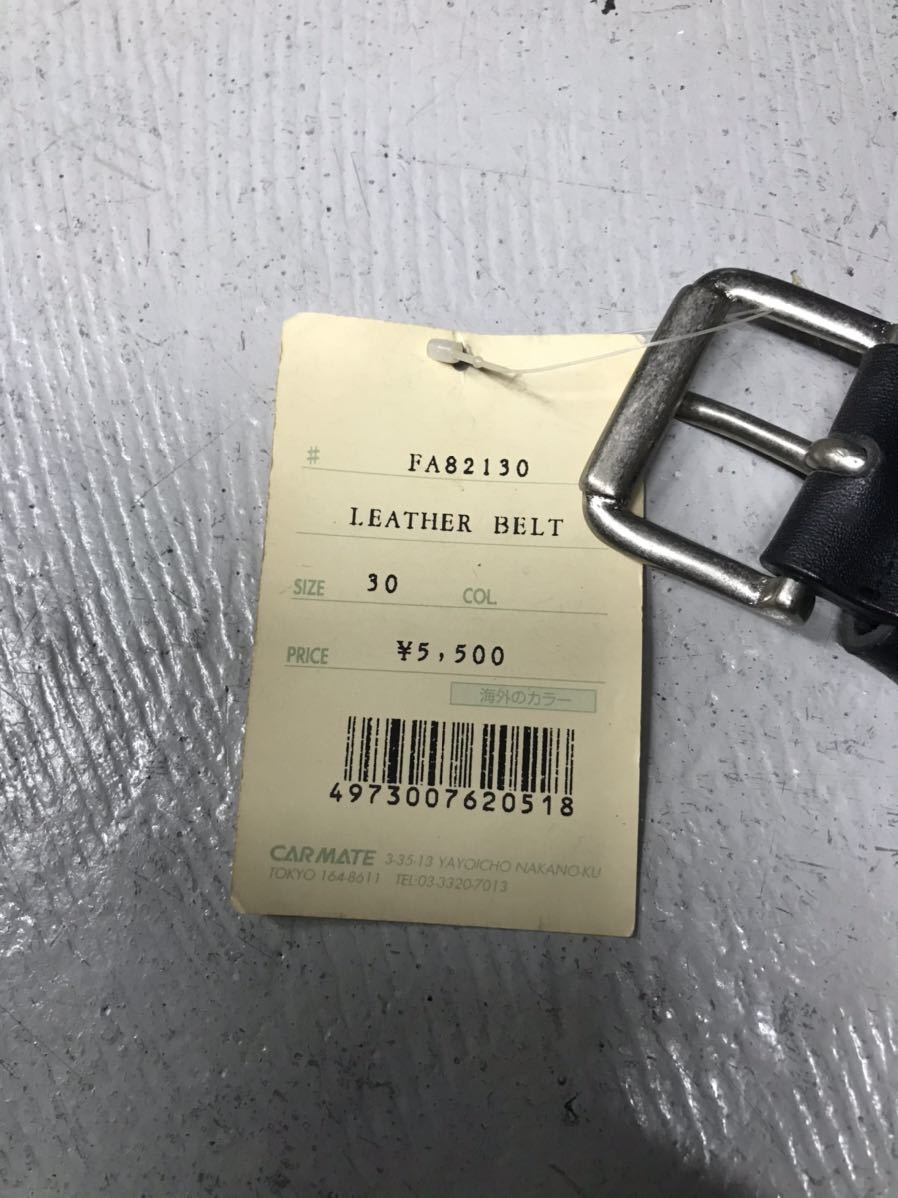 # FA82130
LEATHER BELT
SIZE 30 COL.
PRICE ¥5,500
海外のカラー
4973007620518
CARMATE 3-35-13 YAYOICHO NAKANO-KU
TOKYO 164-8611 TEL:03-3320-7013